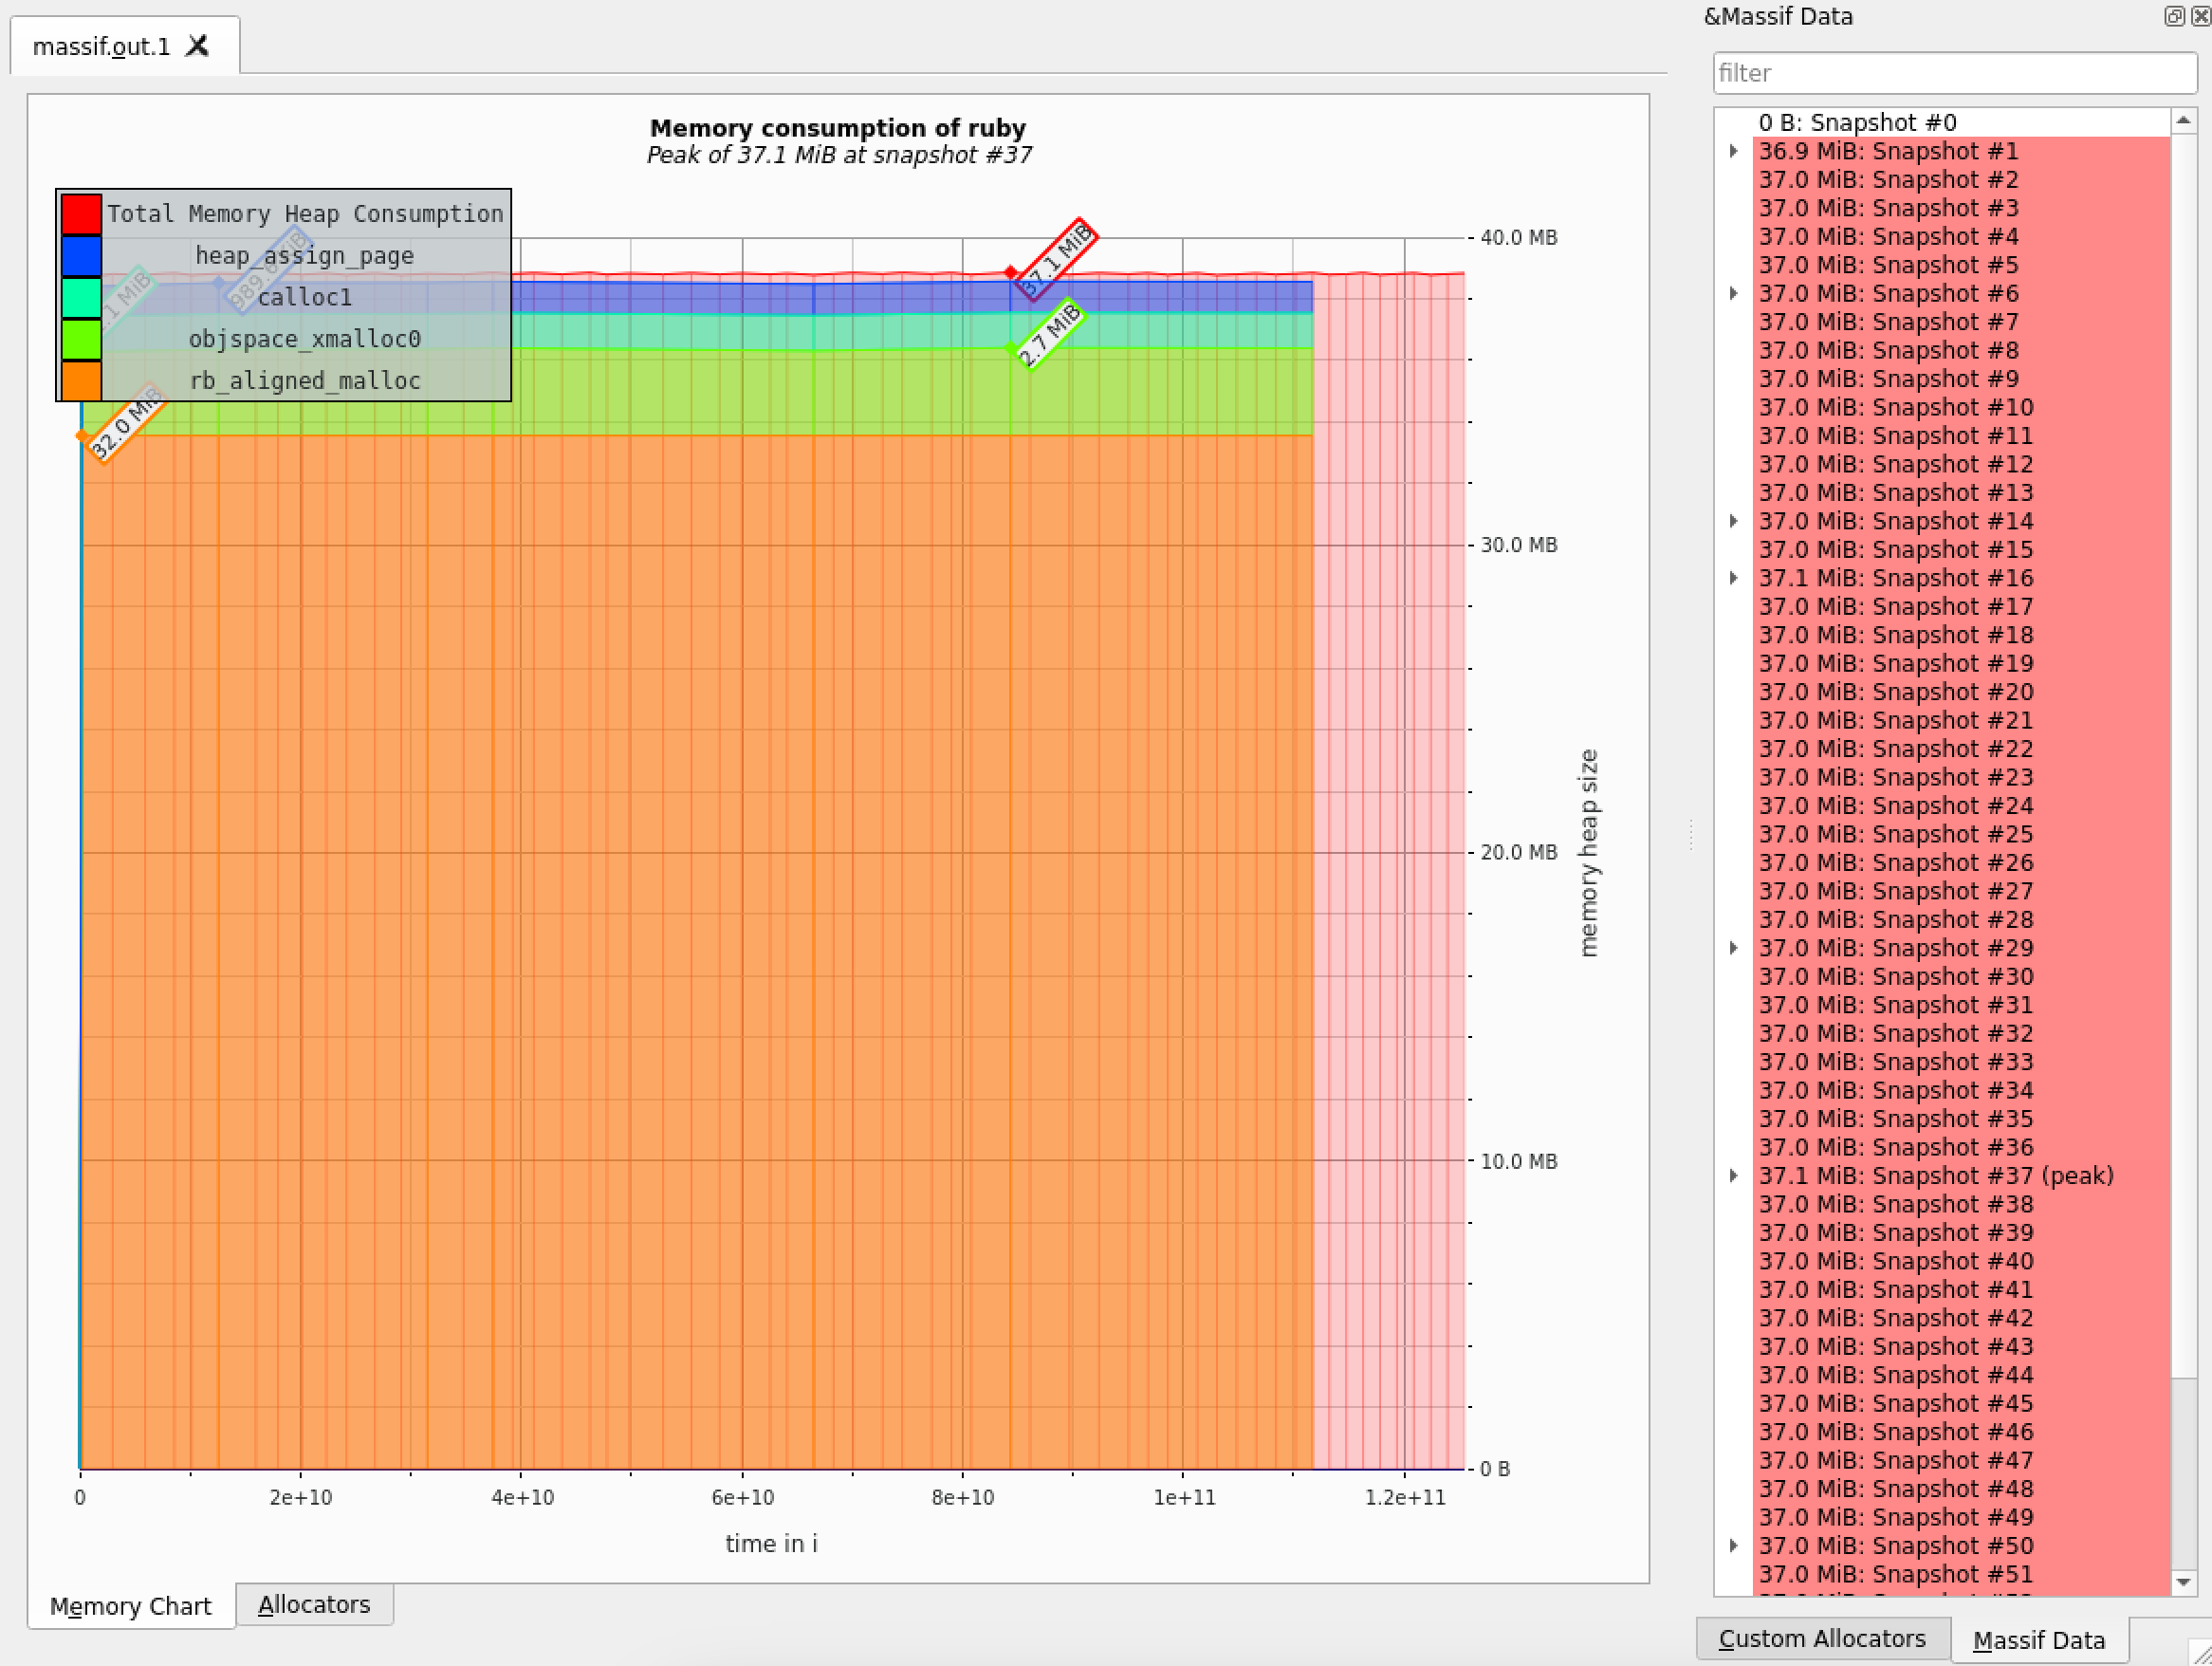 massif.out.1
Memory consumption of ruby
Peak of 37.1 MiB at snapshot #37
Total Memory Heap Consumption
heap_assign_page
calloc1
objspace_xmalloc0
rb_aligned_malloc
32.0 MiB
37.1 MiB
2.7 MiB
40.0 MB
30.0 MB
20.0 MB
10.0 MB
0 B
memory heap size
0
2e+10
4e+10
6e+10
8e+10
1e+11
1.2e+11
time in i
Memory Chart
Allocators
&Massif Data
filter
0 B: Snapshot #0
36.9 MiB: Snapshot #1
37.0 MiB: Snapshot #2
37.0 MiB: Snapshot #3
37.0 MiB: Snapshot #4
37.0 MiB: Snapshot #5
37.0 MiB: Snapshot #6
37.0 MiB: Snapshot #7
37.0 MiB: Snapshot #8
37.0 MiB: Snapshot #9
37.0 MiB: Snapshot #10
37.0 MiB: Snapshot #11
37.0 MiB: Snapshot #12
37.0 MiB: Snapshot #13
37.0 MiB: Snapshot #14
37.0 MiB: Snapshot #15
37.1 MiB: Snapshot #16
37.0 MiB: Snapshot #17
37.0 MiB: Snapshot #18
37.0 MiB: Snapshot #19
37.0 MiB: Snapshot #20
37.0 MiB: Snapshot #21
37.0 MiB: Snapshot #22
37.0 MiB: Snapshot #23
37.0 MiB: Snapshot #24
37.0 MiB: Snapshot #25
37.0 MiB: Snapshot #26
37.0 MiB: Snapshot #27
37.0 MiB: Snapshot #28
37.0 MiB: Snapshot #29
37.0 MiB: Snapshot #30
37.0 MiB: Snapshot #31
37.0 MiB: Snapshot #32
37.0 MiB: Snapshot #33
37.0 MiB: Snapshot #34
37.0 MiB: Snapshot #35
37.0 MiB: Snapshot #36
37.1 MiB: Snapshot #37 (peak)
37.0 MiB: Snapshot #38
37.0 MiB: Snapshot #39
37.0 MiB: Snapshot #40
37.0 MiB: Snapshot #41
37.0 MiB: Snapshot #42
37.0 MiB: Snapshot #43
37.0 MiB: Snapshot #44
37.0 MiB: Snapshot #45
37.0 MiB: Snapshot #46
37.0 MiB: Snapshot #47
37.0 MiB: Snapshot #48
37.0 MiB: Snapshot #49
37.0 MiB: Snapshot #50
37.0 MiB: Snapshot #51
Custom Allocators
Massif Data